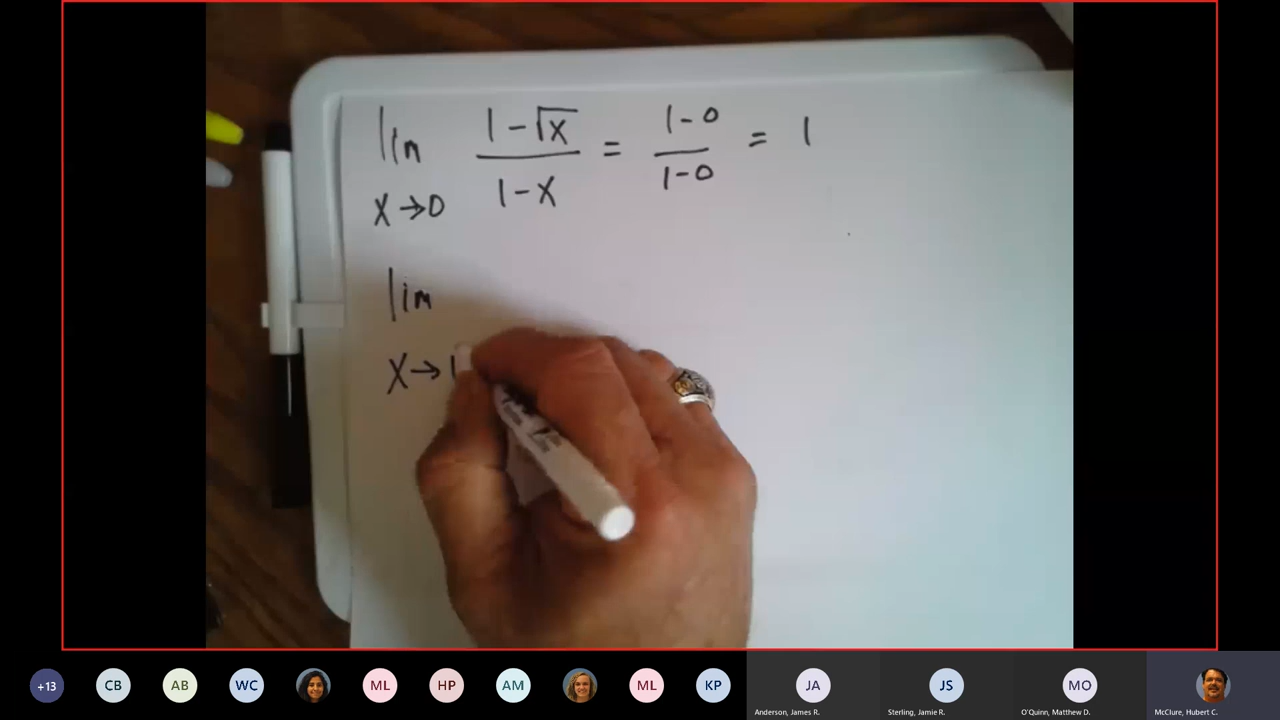 lim 1-√x / 1-x = 1-0 / 1-0 = 1
x→0
lim
x→1
+13
CB
AB
WC
ML
HP
AM
ML
KP
JA
JS
MO
Anderson, James R.
Sterling, Jamie R.
O'Quinn, Matthew D.
McClure, Hubert C.